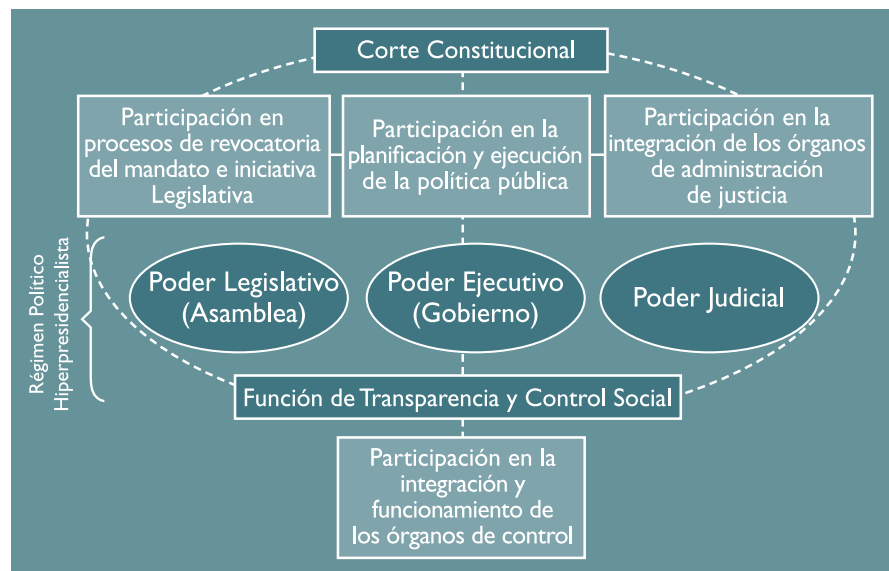 Corte Constitucional
Participación en
procesos de revocatoria
del mandato e iniciativa
Legislativa
Participación en la
planificación y ejecución
de la política pública
Participación en la
integración de los órganos
de administración
de justicia
Régimen Político
Hiperpresidencialista
Poder Legislativo
(Asamblea)
Poder Ejecutivo
(Gobierno)
Poder Judicial
Función de Transparencia y Control Social
Participación en la
integración y
funcionamiento de
los órganos de control